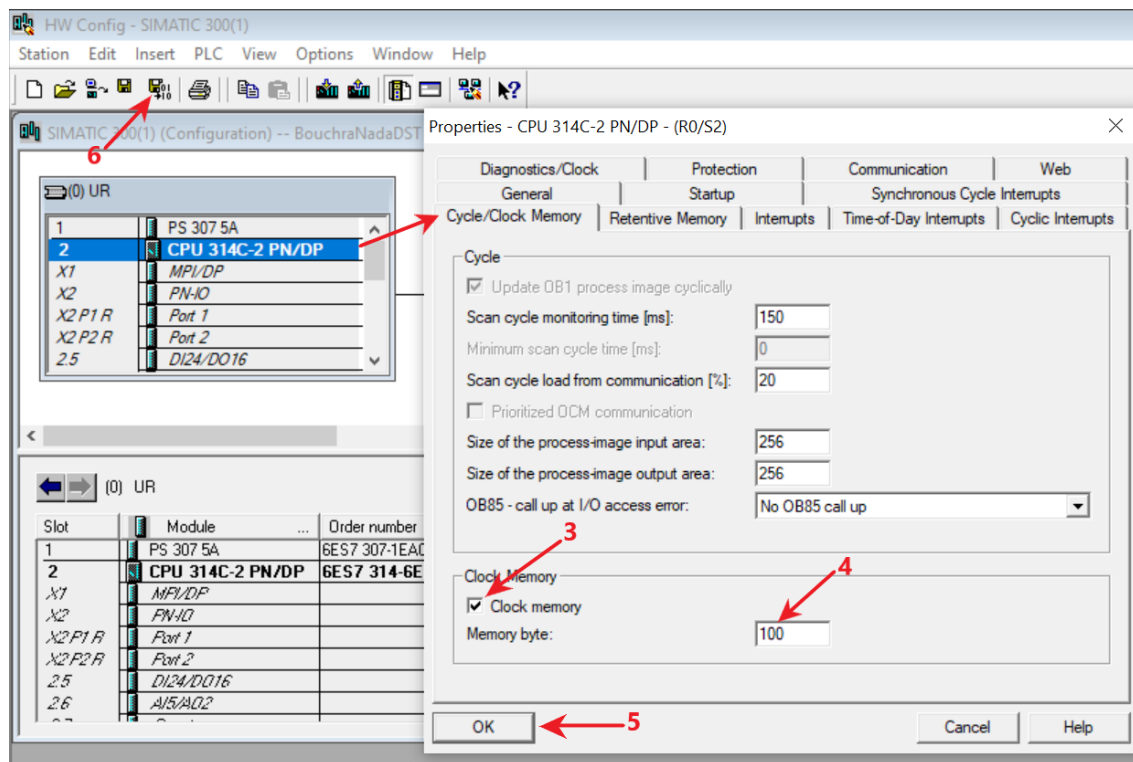 HW Config - SIMATIC 300(1)
Station Edit Insert PLC View Options Window Help
6
SIMATIC 300(1) (Configuration) -- BouchraNadaDST
(0) UR
1 PS 307 5A
2 CPU 314C-2 PN/DP
X1 MPI/DP
X2 PN-IO
X2 P1 R Port 1
X2 P2 R Port 2
2.5 DI24/DO16
(0) UR
Slot Module ... Order number
1 PS 307 5A 6ES7 307-1EA0
2 CPU 314C-2 PN/DP 6ES7 314-6E
X1 MPI/DP
X2 PN-IO
X2 P1 R Port 1
X2 P2 R Port 2
2.5 DI24/DO16
2.6 AI5/AO2
Properties - CPU 314C-2 PN/DP - (R0/S2)
Diagnostics/Clock Protection Communication Web
General Startup Synchronous Cycle Interrupts
Cycle/Clock Memory Retentive Memory Interrupts Time-of-Day Interrupts Cyclic Interrupts
Cycle
Update OB1 process image cyclically
Scan cycle monitoring time [ms]: 150
Minimum scan cycle time [ms]: 0
Scan cycle load from communication [%]: 20
Prioritized OCM communication
Size of the process-image input area: 256
Size of the process-image output area: 256
OB85 - call up at I/O access error: No OB85 call up
3
4
Clock Memory
Clock memory
Memory byte: 100
OK 5 Cancel Help